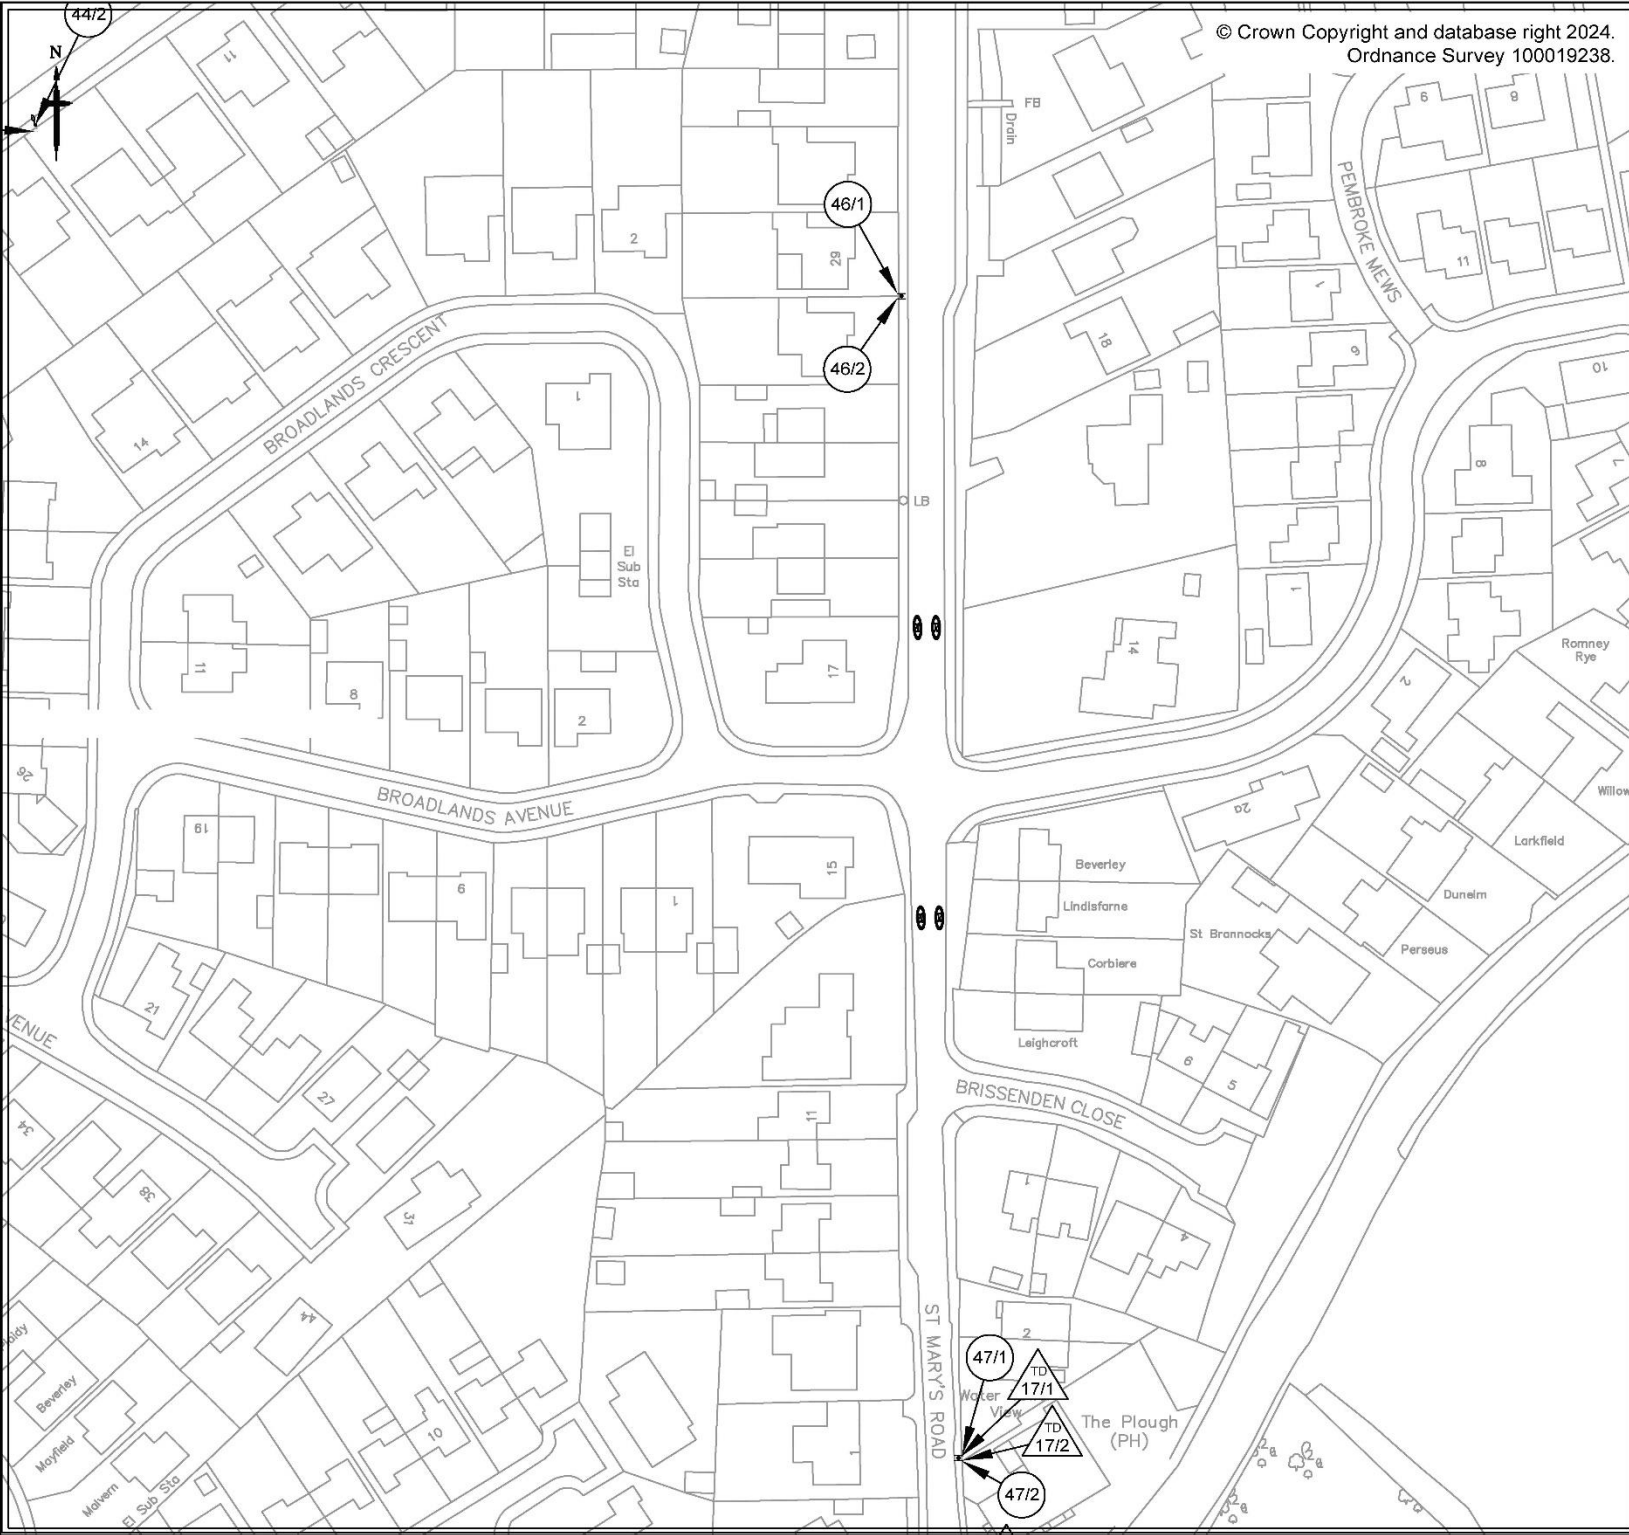 44/2
© Crown Copyright and database right 2024.
Ordnance Survey 100019238.
N
11
FB
Drain
9
8
PEMBROKE MEWS
46/1
2
29
11
1
46/2
18
6
10
BROADLANDS CRESCENT
1
14
8
7
LB
El
Sub
Sta
1
14
Romney
Rye
11
8
17
2
2
26
Willow
BROADLANDS AVENUE
2a
19
15
Beverley
Larkfield
9
1
Lindisfarne
Dunelm
St Brannocks
Perseus
Corbiere
21
VENUE
Leighcroft
6
5
27
BRISSENDEN CLOSE
34
11
38
37
1
4
44
ST MARY'S ROAD
2
47/1
TD
17/1
Water
View
Beverley
The Plough
(PH)
TD
17/2
10
1
Mayfield
Malvern
El Sub Sta
47/2